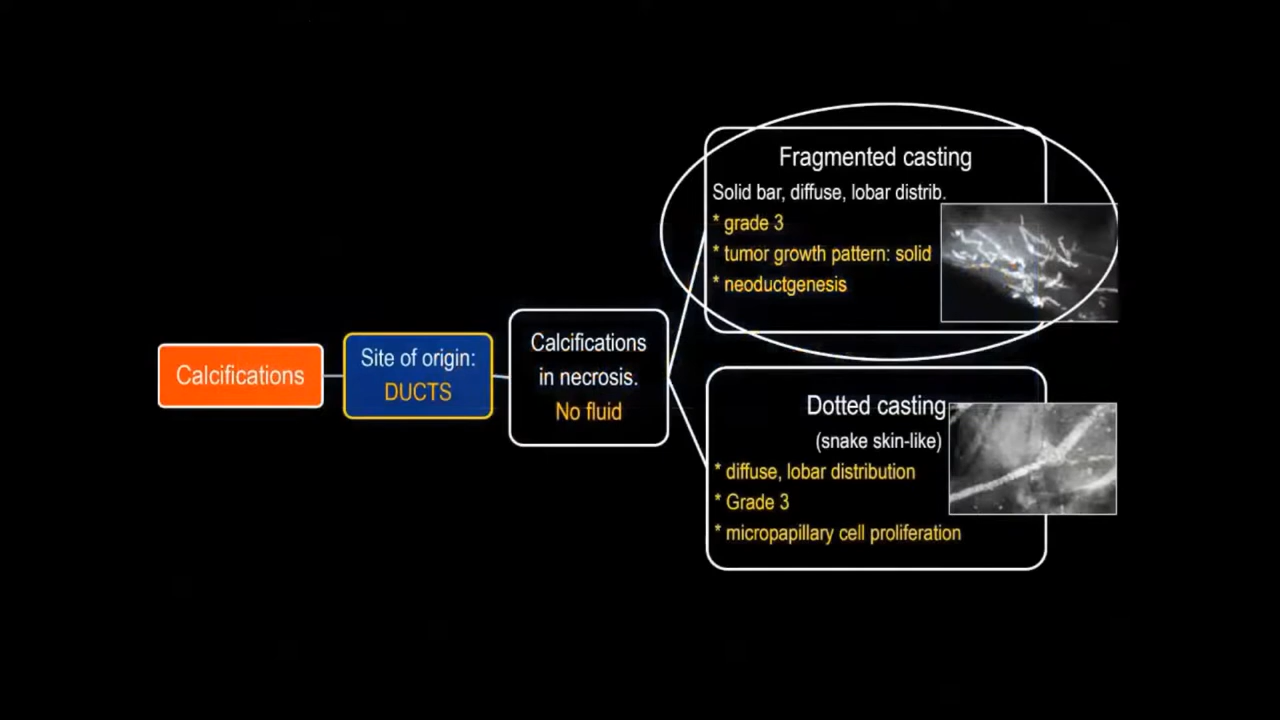 Calcifications
Site of origin:
DUCTS
Calcifications
in necrosis.
No fluid
Fragmented casting
Solid bar, diffuse, lobar distrib.
* grade 3
* tumor growth pattern: solid
* neoductgenesis
Dotted casting
(snake skin-like)
* diffuse, lobar distribution
* Grade 3
* micropapillary cell proliferation